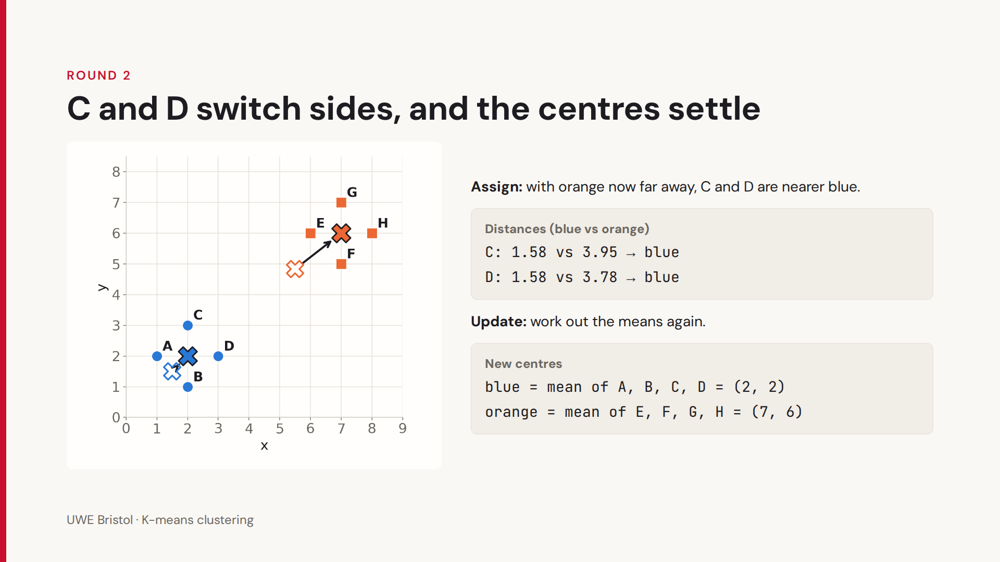 ROUND 2
C and D switch sides, and the centres settle
8
7
6
5
4
3
2
1
0
y
0 1 2 3 4 5 6 7 8 9
x
G
E
H
F
C
A
D
B
Assign: with orange now far away, C and D are nearer blue.
Distances (blue vs orange)
C: 1.58 vs 3.95 → blue
D: 1.58 vs 3.78 → blue
Update: work out the means again.
New centres
blue = mean of A, B, C, D = (2, 2)
orange = mean of E, F, G, H = (7, 6)
UWE Bristol · K-means clustering